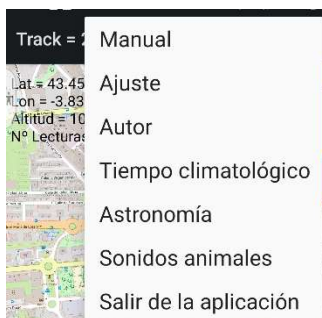 Track = 2
Manual
Lat = 43.45
Lon = -3.83
Altitud = 10
Nº Lecturas
Ajuste
Autor
Tiempo climatológico
Astronomía
Sonidos animales
Salir de la aplicación